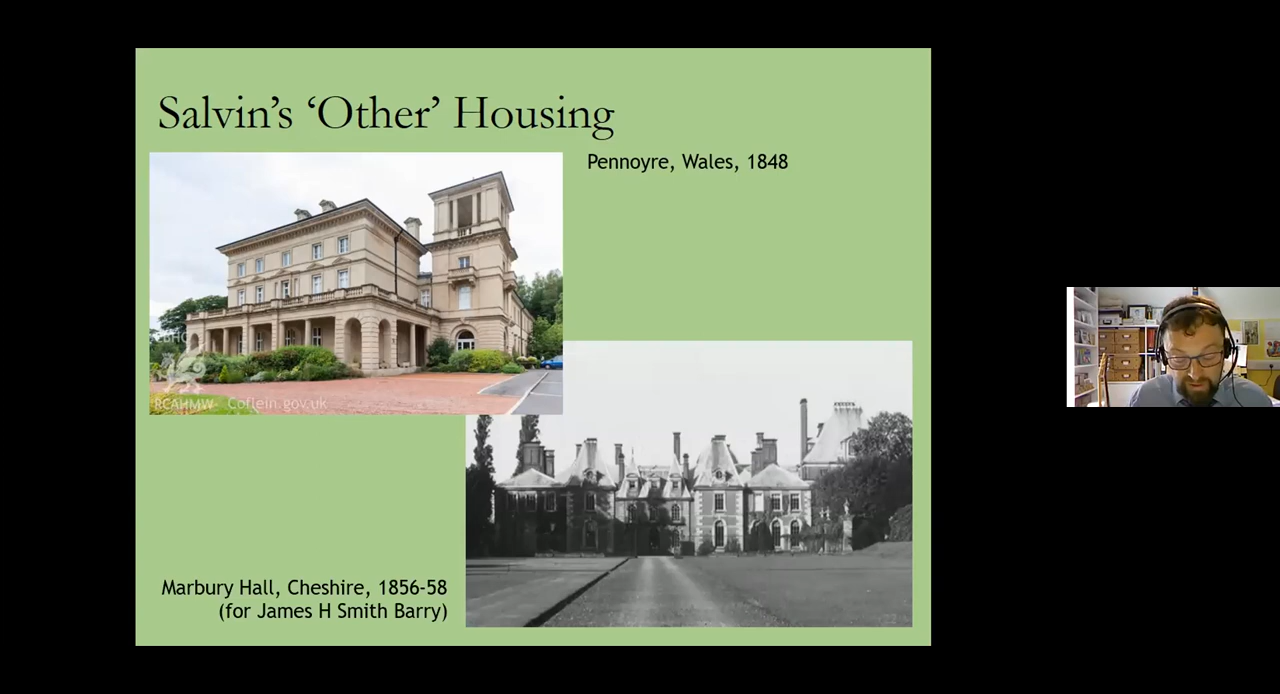 Salvin's ‘Other’ Housing
Pennoyre, Wales, 1848
RCAHMW
Coflein.gov.uk
Marbury Hall, Cheshire, 1856-58
(for James H Smith Barry)